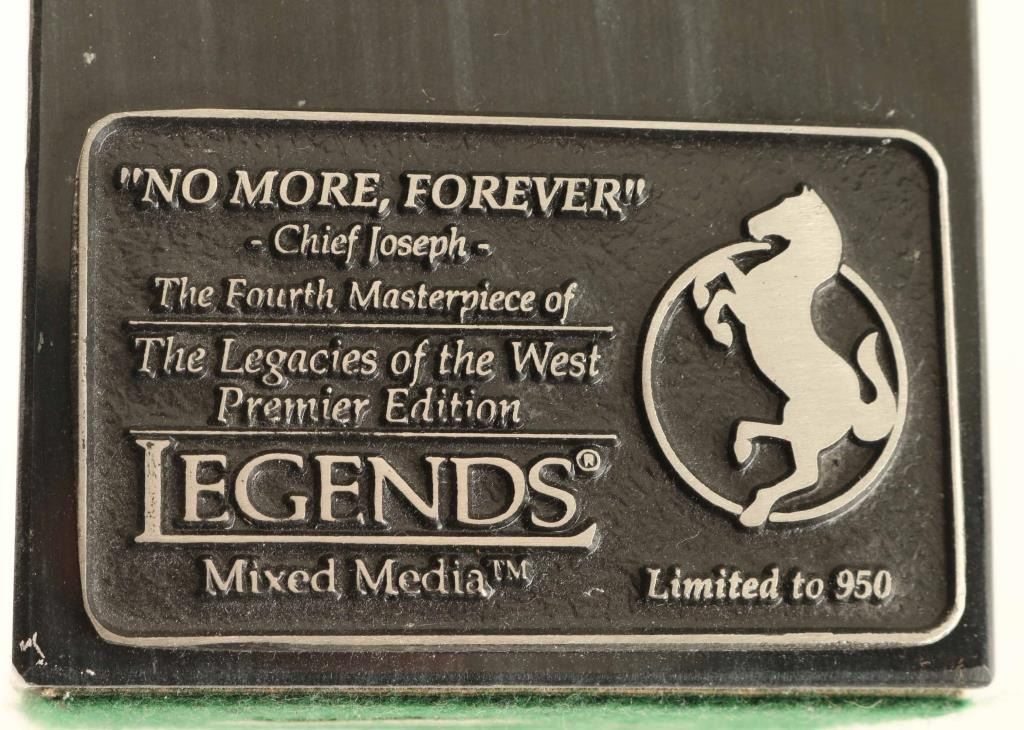 "NO MORE, FOREVER"
- Chief Joseph -
The Fourth Masterpiece of
The Legacies of the West
Premier Edition
LEGENDS®
Mixed Media™
Limited to 950